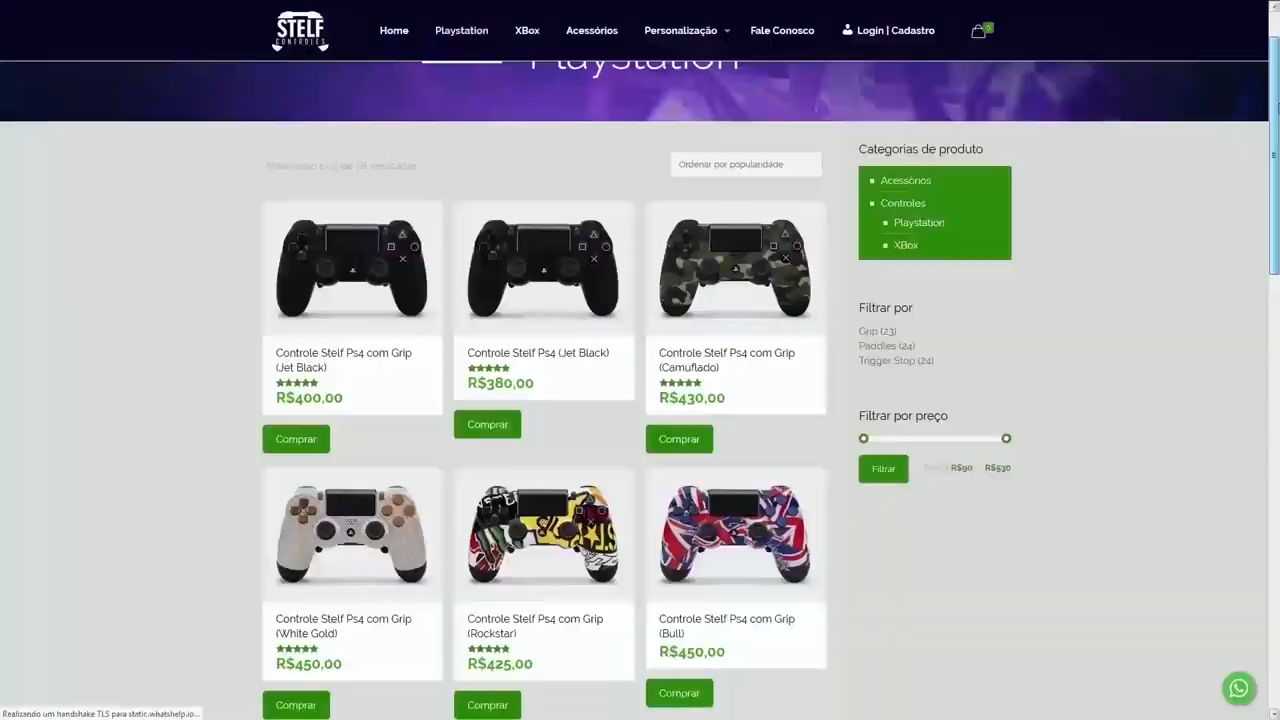 STELF
CONTROLES
Home
Playstation
XBox
Acessórios
Personalização
Fale Conosco
Login | Cadastro
0
Playstation
Ordenar por popularidade
Categorias de produto
Acessórios
Controles
Playstation
XBox
Filtrar por
Grip (23)
Paddles (24)
Trigger Stop (24)
Filtrar por preço
Filtrar
R$90
R$530
Controle Stelf Ps4 com Grip
(Jet Black)
R$400,00
Comprar
Controle Stelf Ps4 (Jet Black)
R$380,00
Comprar
Controle Stelf Ps4 com Grip
(Camuflado)
R$430,00
Comprar
Controle Stelf Ps4 com Grip
(White Gold)
R$450,00
Comprar
Controle Stelf Ps4 com Grip
(Rockstar)
R$425,00
Comprar
Controle Stelf Ps4 com Grip
(Bull)
R$450,00
Comprar
Realizando um handshake TLS para static.whatshelp.io...